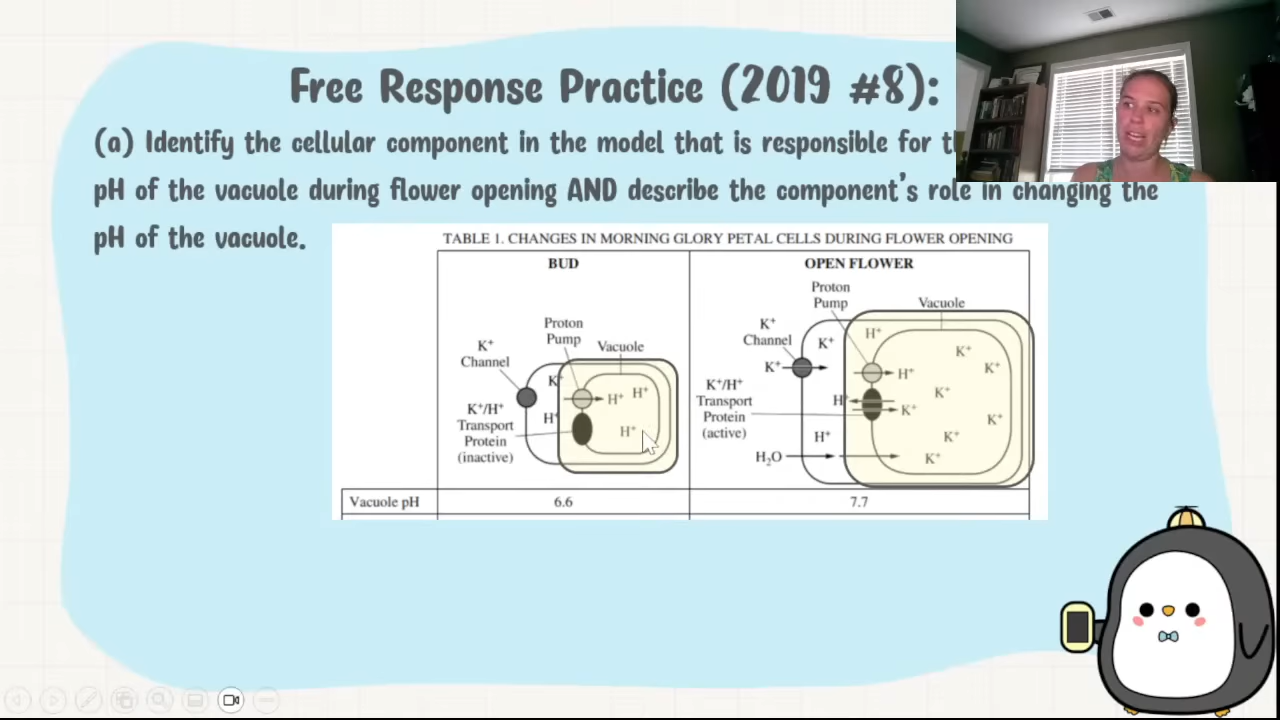 Free Response Practice (2019 #8):
(a) Identify the cellular component in the model that is responsible for
pH of the vacuole during flower opening AND describe the component's role in changing the
pH of the vacuole.
TABLE 1. CHANGES IN MORNING GLORY PETAL CELLS DURING FLOWER OPENING
BUD
OPEN FLOWER
K⁺
Channel
Proton
Pump
Vacuole
K⁺/H⁺
Transport
Protein
(inactive)
K⁺
H⁺
H⁺
H⁺
H⁺
K⁺
Channel
Proton
Pump
Vacuole
K⁺
K⁺
K⁺/H⁺
Transport
Protein
(active)
H⁺
H⁺
H⁺
K⁺
H⁺
H₂O
K⁺
K⁺
K⁺
K⁺
K⁺
K⁺
Vacuole pH
6.6
7.7